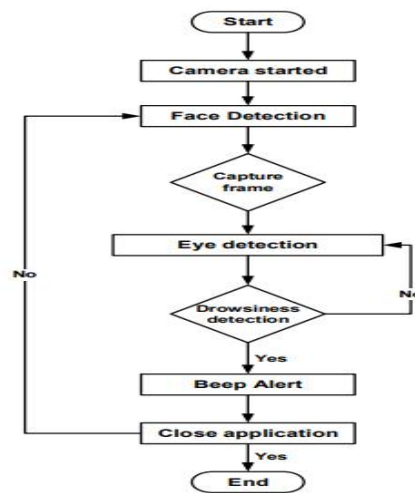 Start
Camera started
Face Detection
Capture
frame
Eye detection
No
No
Drowsiness
detection
Yes
Beep Alert
Close application
Yes
End